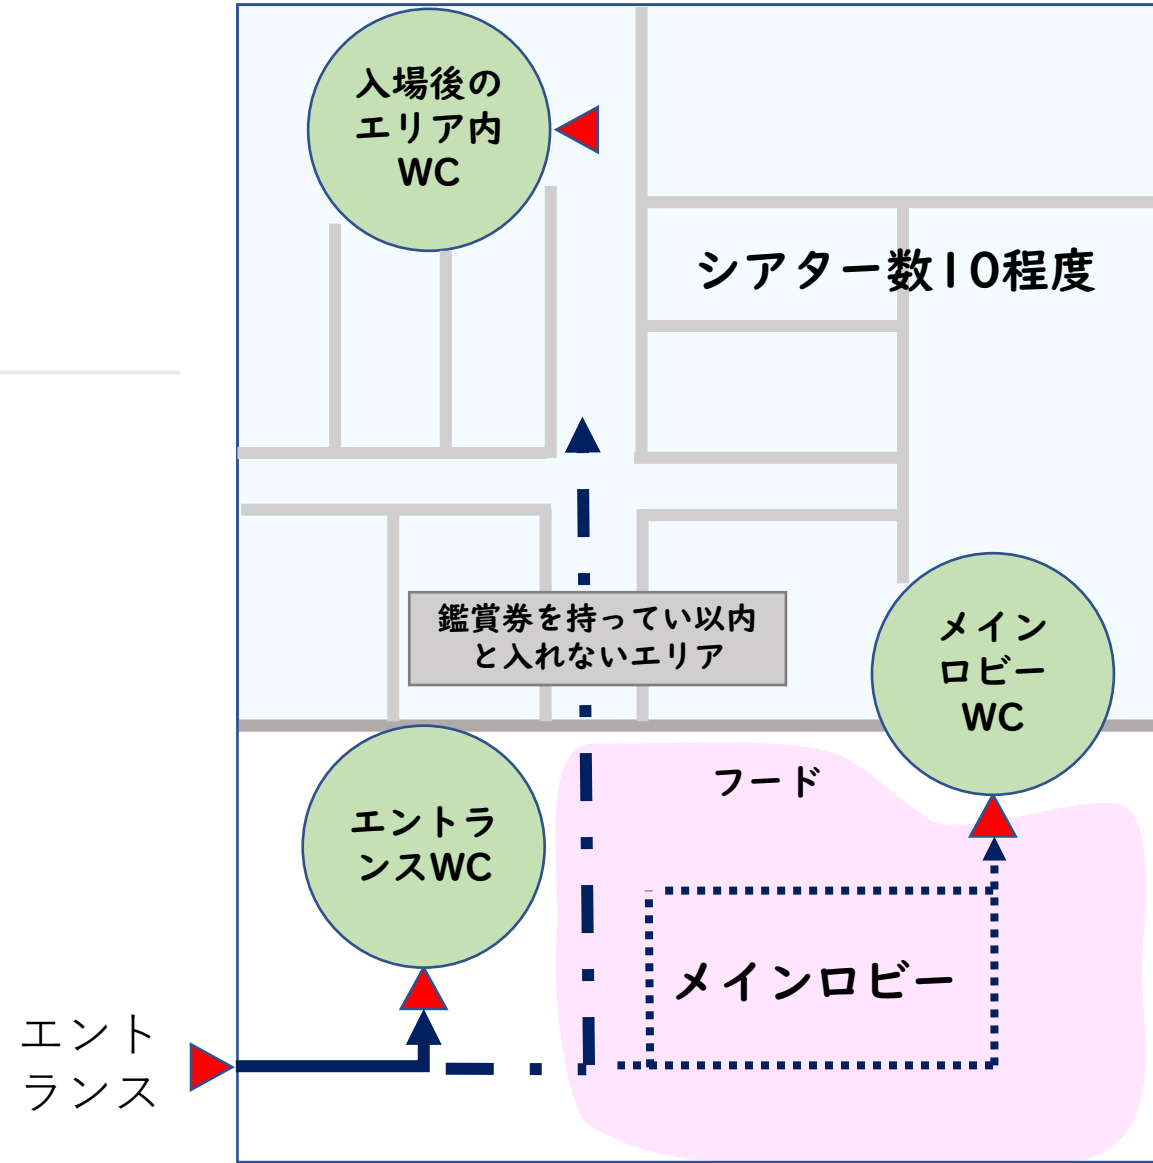 入場後の
エリア内
WC
シアター数10程度
鑑賞券を持ってい以内
と入れないエリア
メイン
ロビー
WC
フード
エントラ
ンスWC
メインロビー
エント
ランス